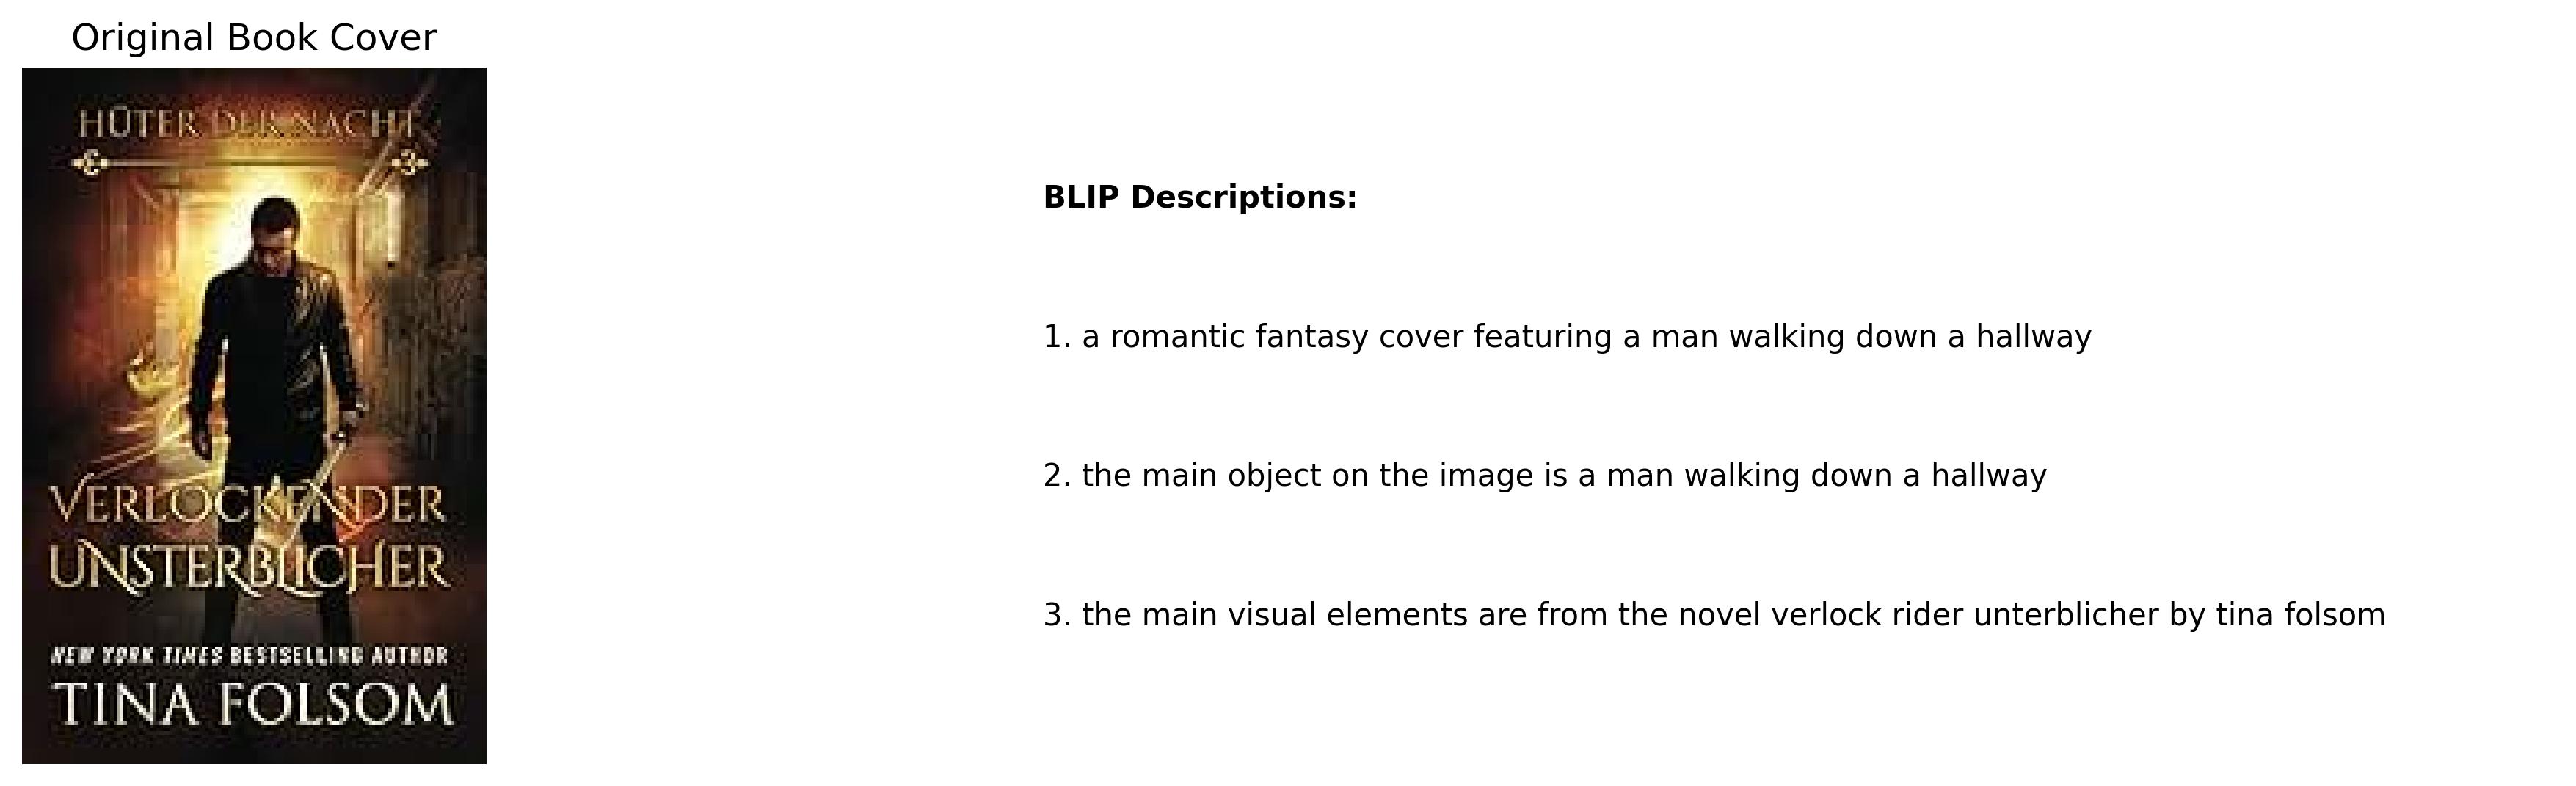 Original Book Cover
HÜTER DER NACHT
VERLOCKENDER
UNSTERBLICHER
NEW YORK TIMES BESTSELLING AUTHOR
TINA FOLSOM
BLIP Descriptions:
1. a romantic fantasy cover featuring a man walking down a hallway
2. the main object on the image is a man walking down a hallway
3. the main visual elements are from the novel verlock rider unterblicher by tina folsom